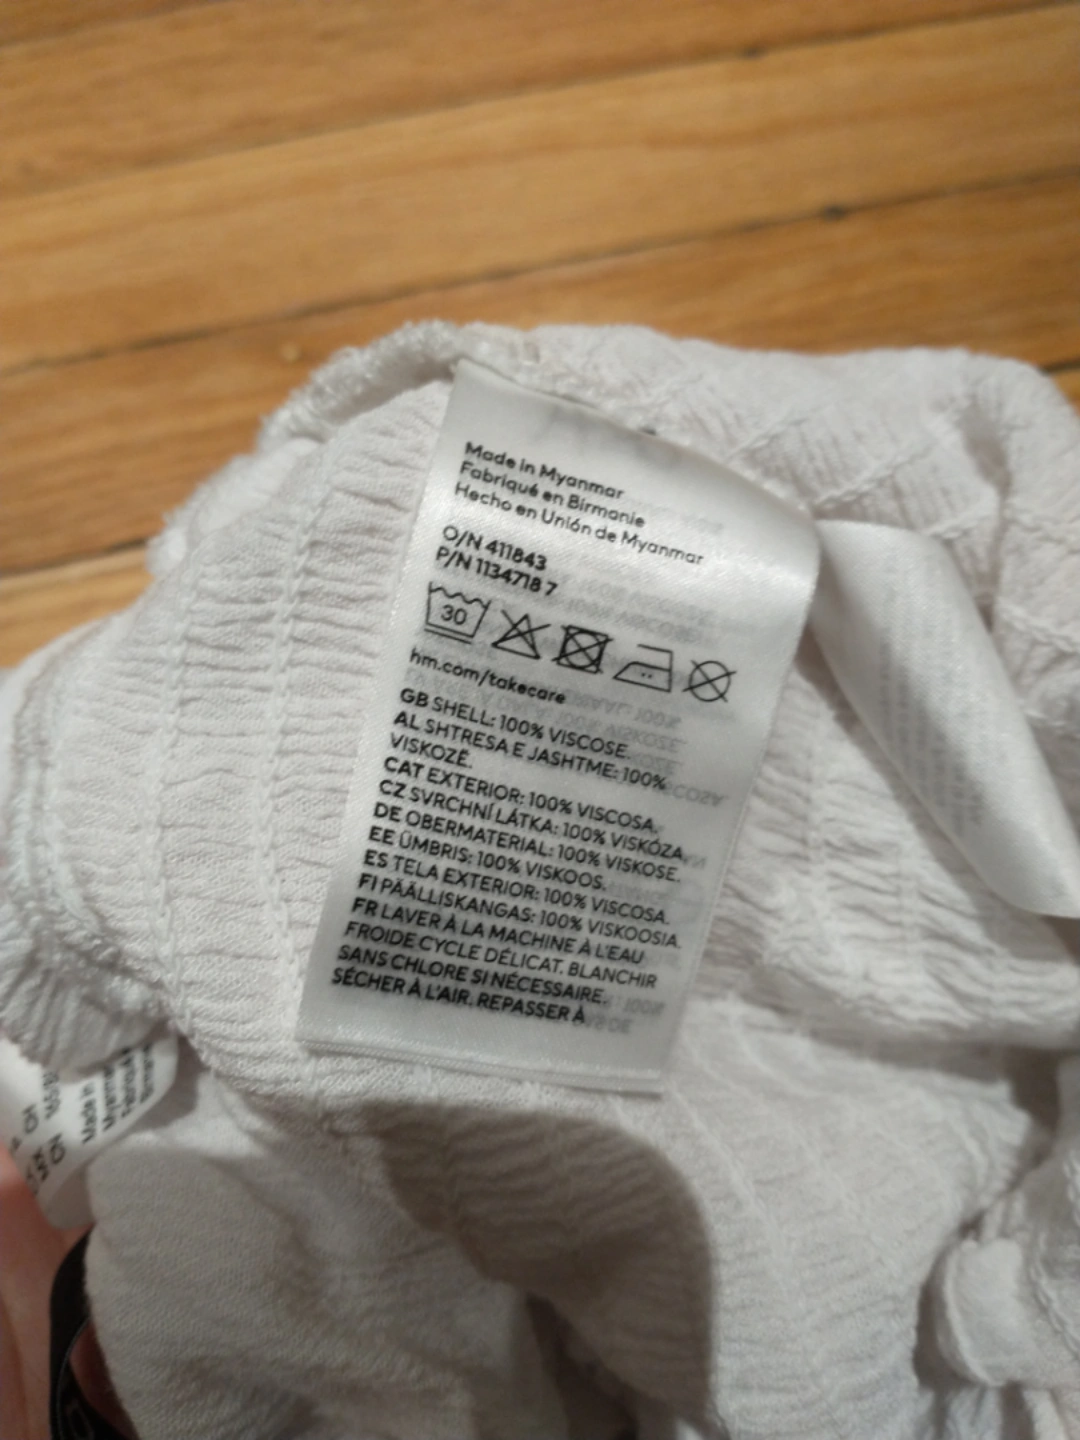 Made in Myanmar
Fabriqué en Birmanie
Hecho en Unión de Myanmar
O/N 411843
P/N 1134718 7
30
hm.com/takecare
GB SHELL: 100% VISCOSE.
AL SHTRESA E JASHTME: 100%
VISKOZË.
CAT EXTERIOR: 100% VISCOSA.
CZ SVRCHNÍ LÁTKA: 100% VISKÓZA.
DE OBERMATERIAL: 100% VISKOSE.
EE ÜMBRIS: 100% VISKOOS.
ES TELA EXTERIOR: 100% VISCOSA.
FI PÄÄLLISKANGAS: 100% VISKOOSIA.
FR LAVER À LA MACHINE À L'EAU
FROIDE CYCLE DÉLICAT. BLANCHIR
SANS CHLORE SI NÉCESSAIRE.
SÉCHER À L'AIR. REPASSER À
Made in
Myanmar